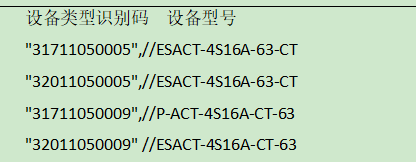 设备类型识别码 设备型号
"31711050005",//ESACT-4S16A-63-CT
"32011050005",//ESACT-4S16A-63-CT
"31711050009",//P-ACT-4S16A-CT-63
"32011050009" //ESACT-4S16A-CT-63